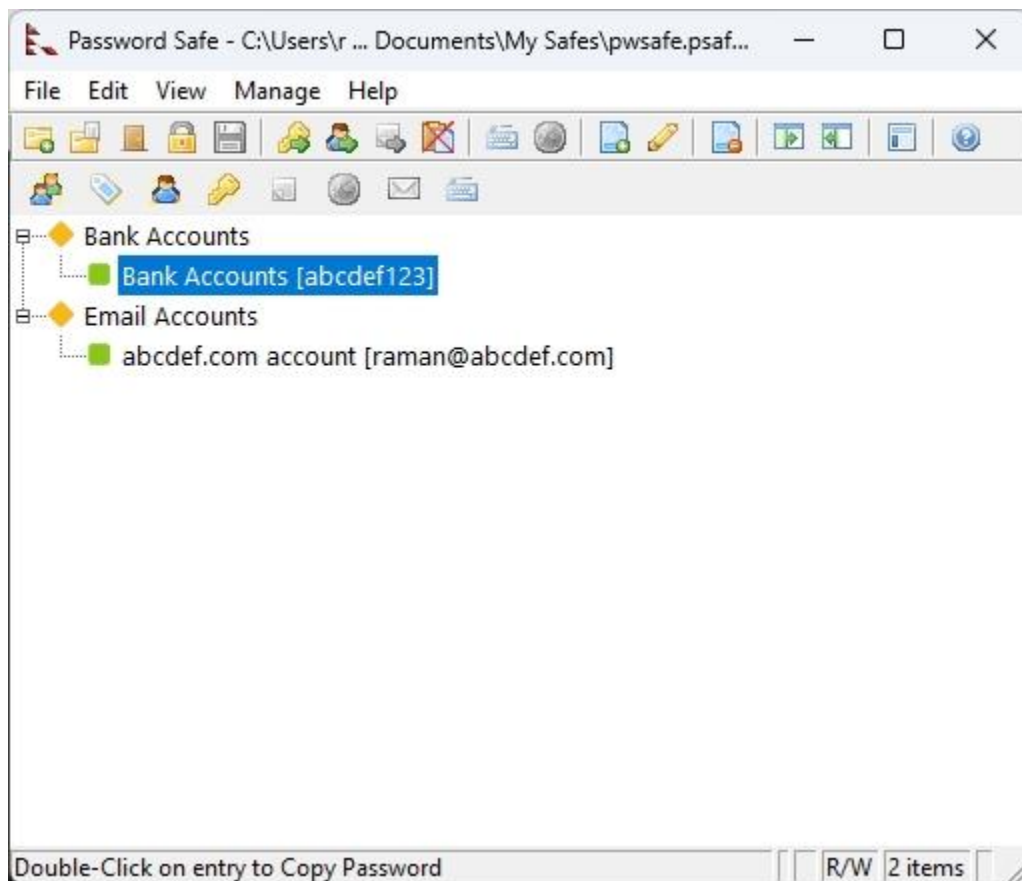 Password Safe - C:\Users\r ... Documents\My Safes\pwsafe.psaf...
File Edit View Manage Help
Bank Accounts
Bank Accounts [abcdef123]
Email Accounts
abcdef.com account [raman@abcdef.com]
Double-Click on entry to Copy Password R/W 2 items